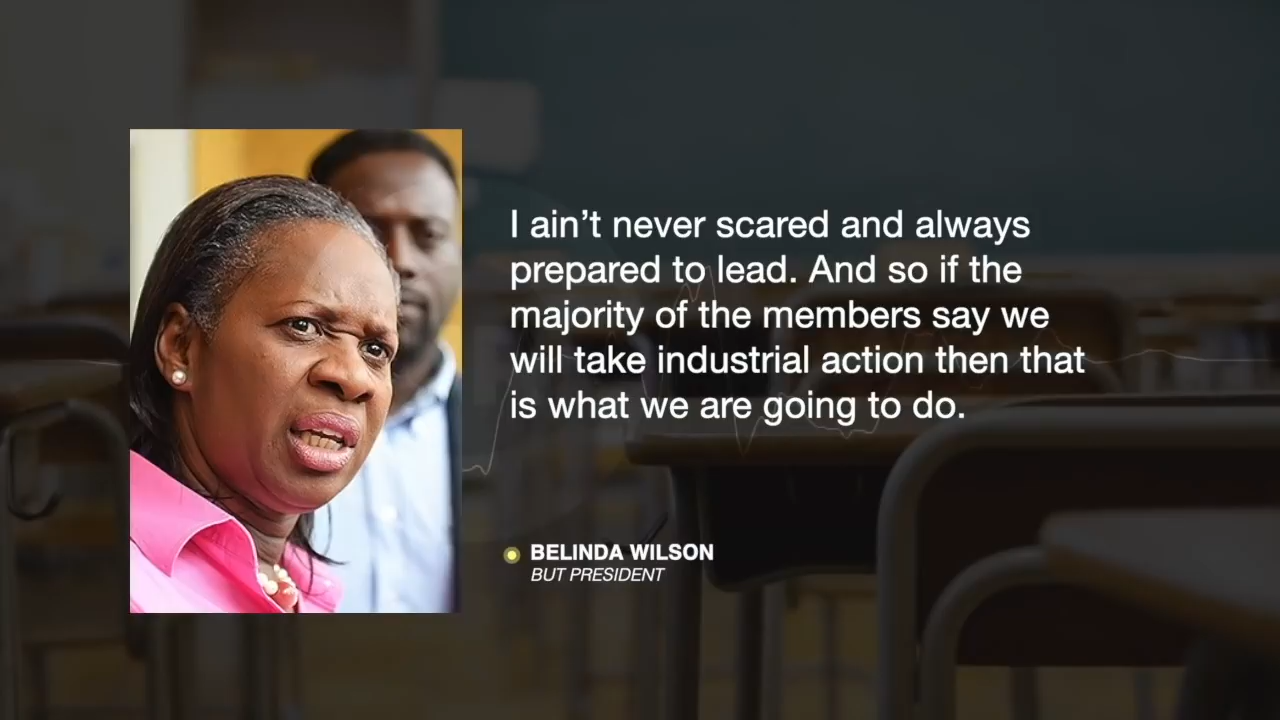 I ain’t never scared and always
prepared to lead. And so if the
majority of the members say we
will take industrial action then that
is what we are going to do.
BELINDA WILSON
BUT PRESIDENT